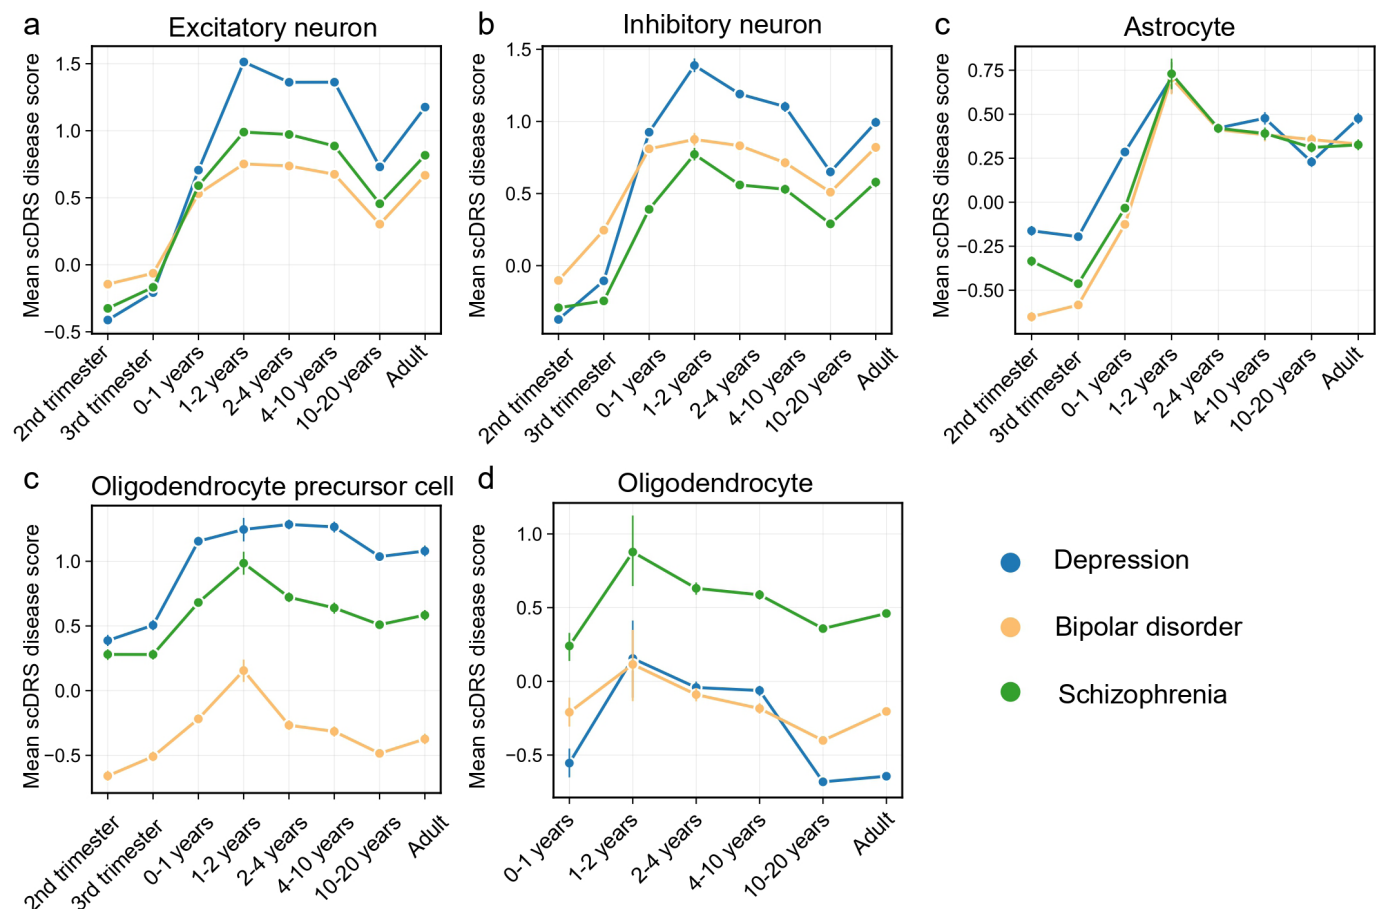 a
Excitatory neuron
Mean scDRS disease score
1.5
1.0
0.5
0.0
−0.5
2nd trimester
3rd trimester
0-1 years
1-2 years
2-4 years
4-10 years
10-20 years
Adult
b
Inhibitory neuron
Mean scDRS disease score
1.5
1.0
0.5
0.0
2nd trimester
3rd trimester
0-1 years
1-2 years
2-4 years
4-10 years
10-20 years
Adult
c
Astrocyte
Mean scDRS disease score
0.75
0.50
0.25
0.00
−0.25
−0.50
2nd trimester
3rd trimester
0-1 years
1-2 years
2-4 years
4-10 years
10-20 years
Adult
c
Oligodendrocyte precursor cell
Mean scDRS disease score
1.0
0.5
0.0
−0.5
2nd trimester
3rd trimester
0-1 years
1-2 years
2-4 years
4-10 years
10-20 years
Adult
d
Oligodendrocyte
Mean scDRS disease score
1.0
0.5
0.0
−0.5
0-1 years
1-2 years
2-4 years
4-10 years
10-20 years
Adult
Depression
Bipolar disorder
Schizophrenia